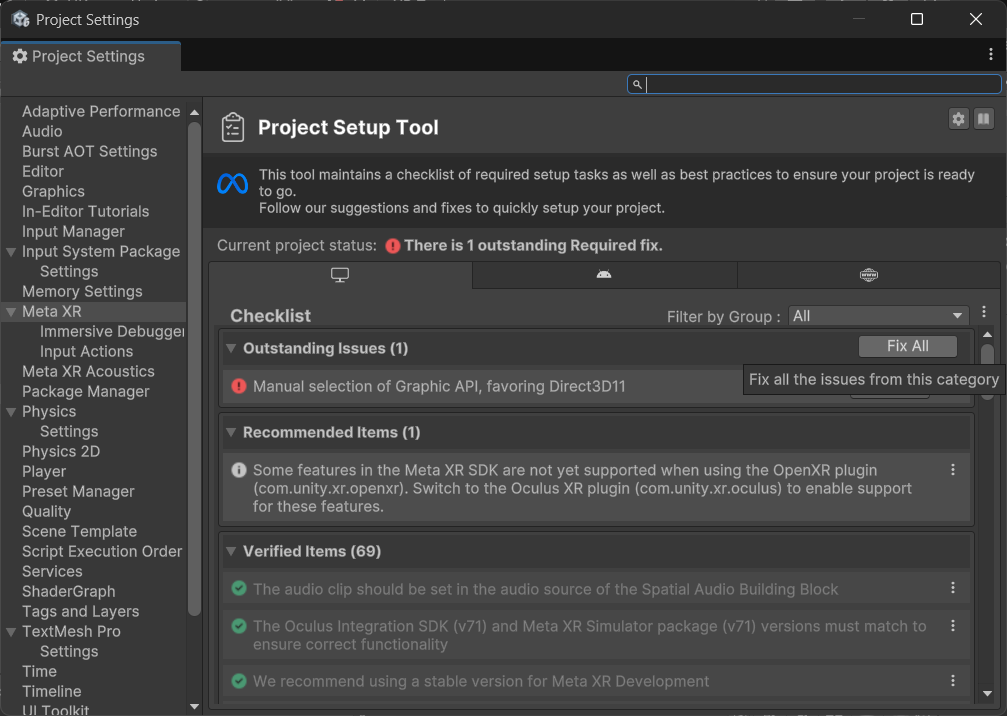 Project Settings
Project Settings
Adaptive Performance
Audio
Burst AOT Settings
Editor
Graphics
In-Editor Tutorials
Input Manager
Input System Package
Settings
Memory Settings
Meta XR
Immersive Debugger
Input Actions
Meta XR Acoustics
Package Manager
Physics
Settings
Physics 2D
Player
Preset Manager
Quality
Scene Template
Script Execution Order
Services
ShaderGraph
Tags and Layers
TextMesh Pro
Settings
Time
Timeline
UI Toolkit
Project Setup Tool
This tool maintains a checklist of required setup tasks as well as best practices to ensure your project is ready
to go.
Follow our suggestions and fixes to quickly setup your project.
Current project status: There is 1 outstanding Required fix.
WWW
Checklist
Filter by Group : All
Outstanding Issues (1)
Fix All
Manual selection of Graphic API, favoring Direct3D11
Fix all the issues from this category
Recommended Items (1)
Some features in the Meta XR SDK are not yet supported when using the OpenXR plugin
(com.unity.xr.openxr). Switch to the Oculus XR plugin (com.unity.xr.oculus) to enable support
for these features.
Verified Items (69)
The audio clip should be set in the audio source of the Spatial Audio Building Block
The Oculus Integration SDK (v71) and Meta XR Simulator package (v71) versions must match to
ensure correct functionality
We recommend using a stable version for Meta XR Development